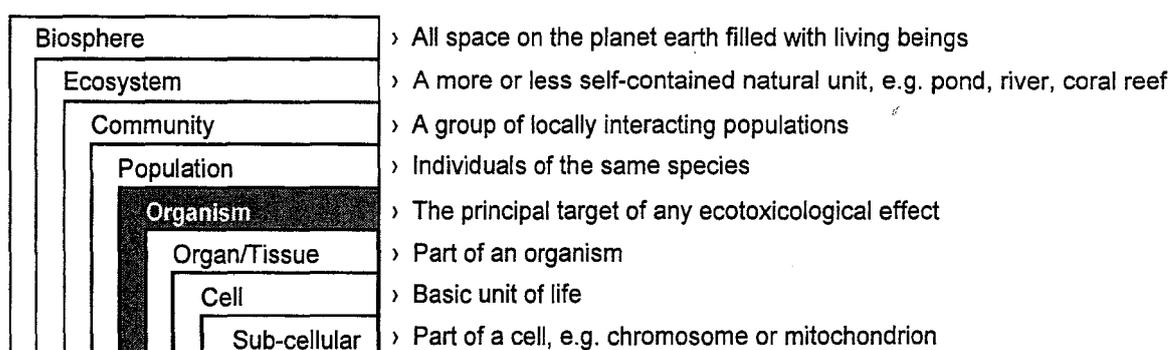 Biosphere › All space on the planet earth filled with living beings
Ecosystem › A more or less self-contained natural unit, e.g. pond, river, coral reef
Community › A group of locally interacting populations
Population › Individuals of the same species
Organism › The principal target of any ecotoxicological effect
Organ/Tissue › Part of an organism
Cell › Basic unit of life
Sub-cellular › Part of a cell, e.g. chromosome or mitochondrion